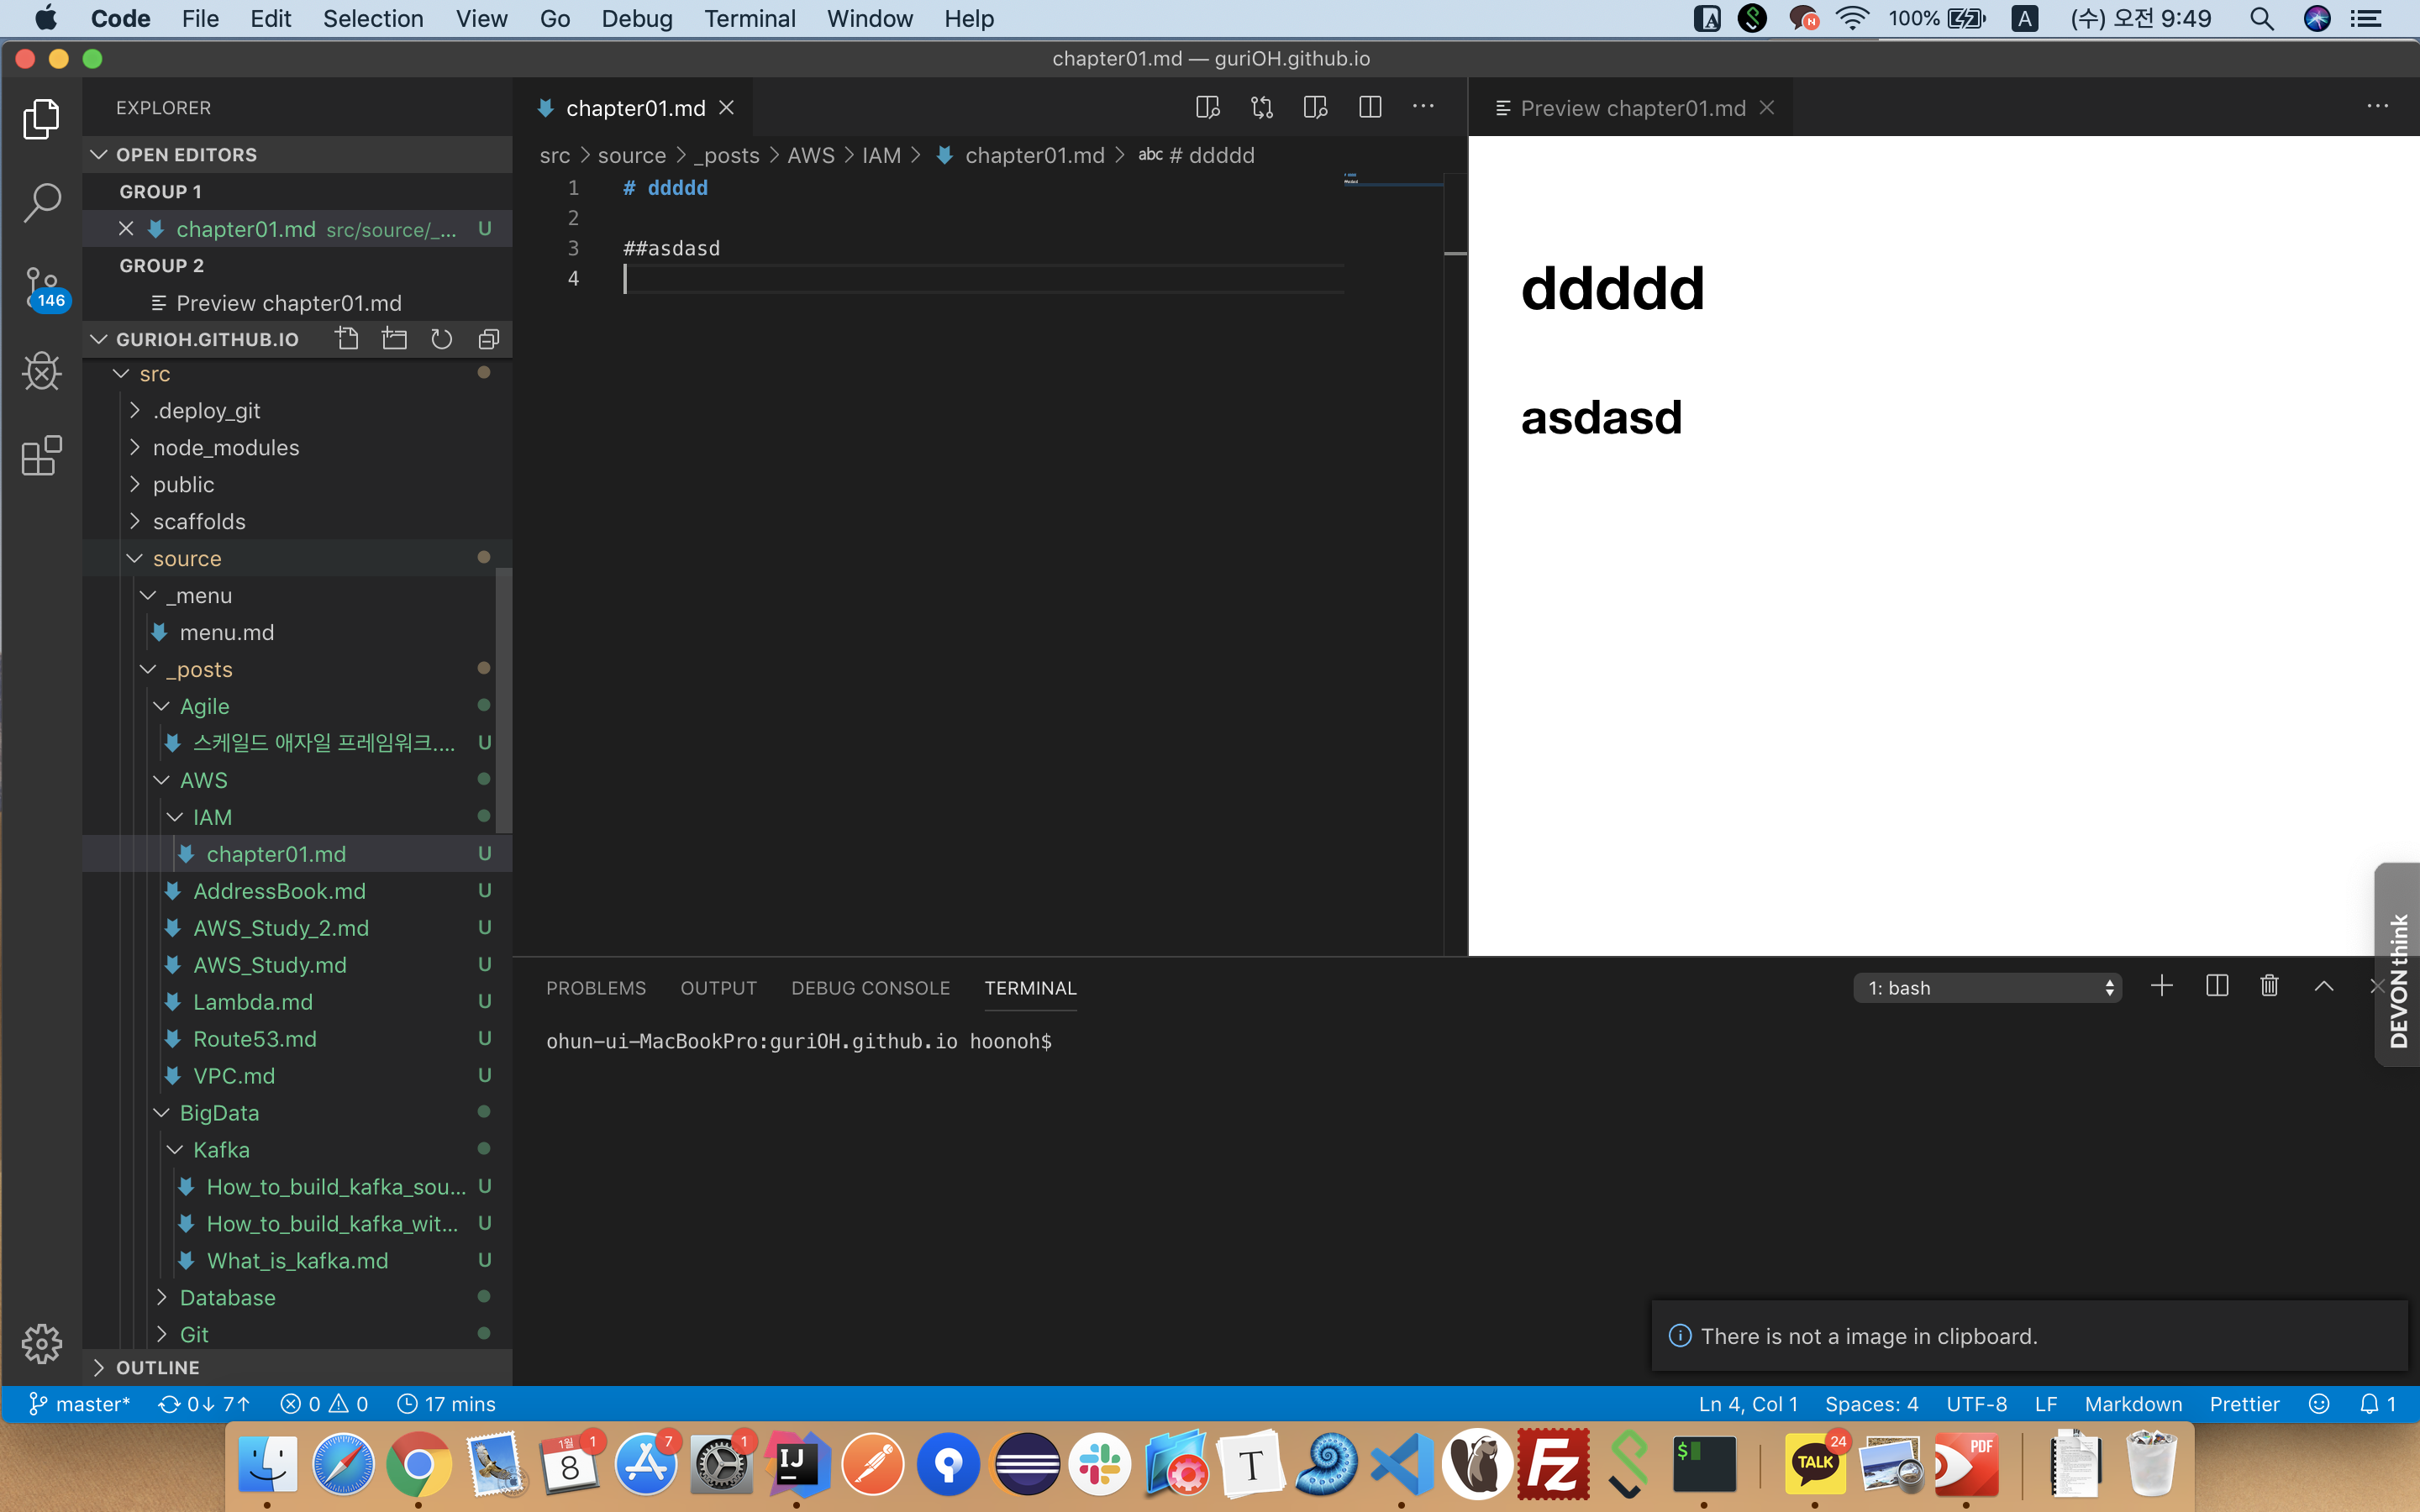 Code File Edit Selection View Go Debug Terminal Window Help 100% A (수) 오전 9:49
chapter01.md — guriOH.github.io
EXPLORER
OPEN EDITORS
GROUP 1
chapter01.md src/source/_... U
GROUP 2
Preview chapter01.md
GURIOH.GITHUB.IO
src
.deploy_git
node_modules
public
scaffolds
source
_menu
menu.md
_posts
Agile
스케일드 애자일 프레임워크.... U
AWS
IAM
chapter01.md U
AddressBook.md U
AWS_Study_2.md U
AWS_Study.md U
Lambda.md U
Route53.md U
VPC.md U
BigData
Kafka
How_to_build_kafka_sou... U
How_to_build_kafka_wit... U
What_is_kafka.md U
Database
Git
OUTLINE
146
chapter01.md
src > source > _posts > AWS > IAM > chapter01.md > abc # ddddd
1 # ddddd
2
3 ##asdasd
4
Preview chapter01.md
ddddd
asdasd
PROBLEMS OUTPUT DEBUG CONSOLE TERMINAL 1: bash
ohun-ui-MacBookPro:guriOH.github.io hoonoh$
DEVONthink
There is not a image in clipboard.
master* 0↓ 7↑ 0 0 17 mins Ln 4, Col 1 Spaces: 4 UTF-8 LF Markdown Prettier 1
1월 8 1 7 1 IJ T FZ $ TALK 24 PDF